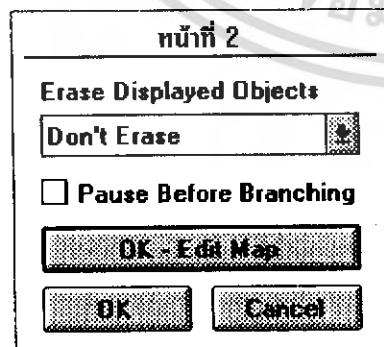 หน้าที่ 2
Erase Displayed Objects
Don't Erase
Pause Before Branching
OK - Edit Map
OK Cancel